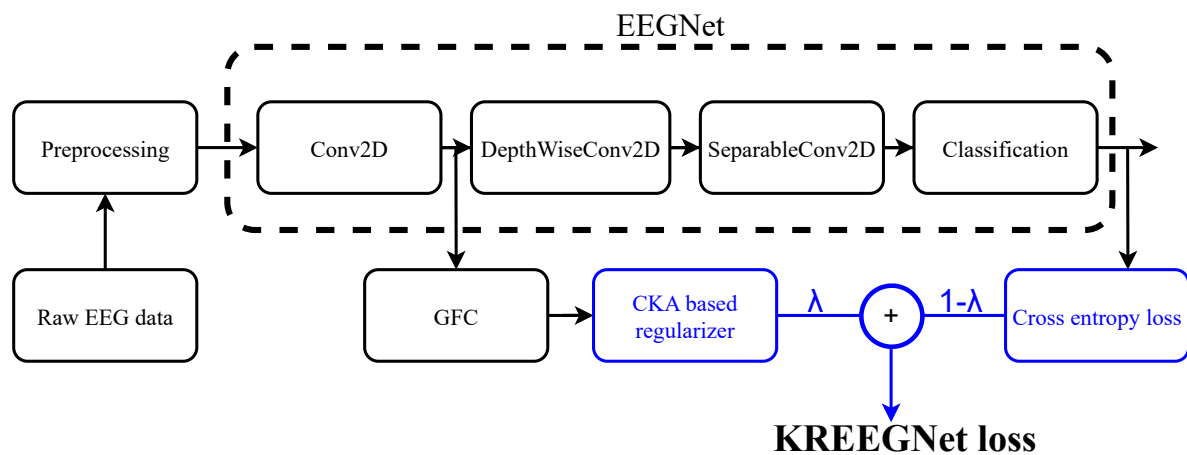 EEGNet
Preprocessing
Conv2D
DepthWiseConv2D
SeparableConv2D
Classification
Raw EEG data
GFC
CKA based
regularizer
λ
+
1-λ
Cross entropy loss
KREEGNet loss